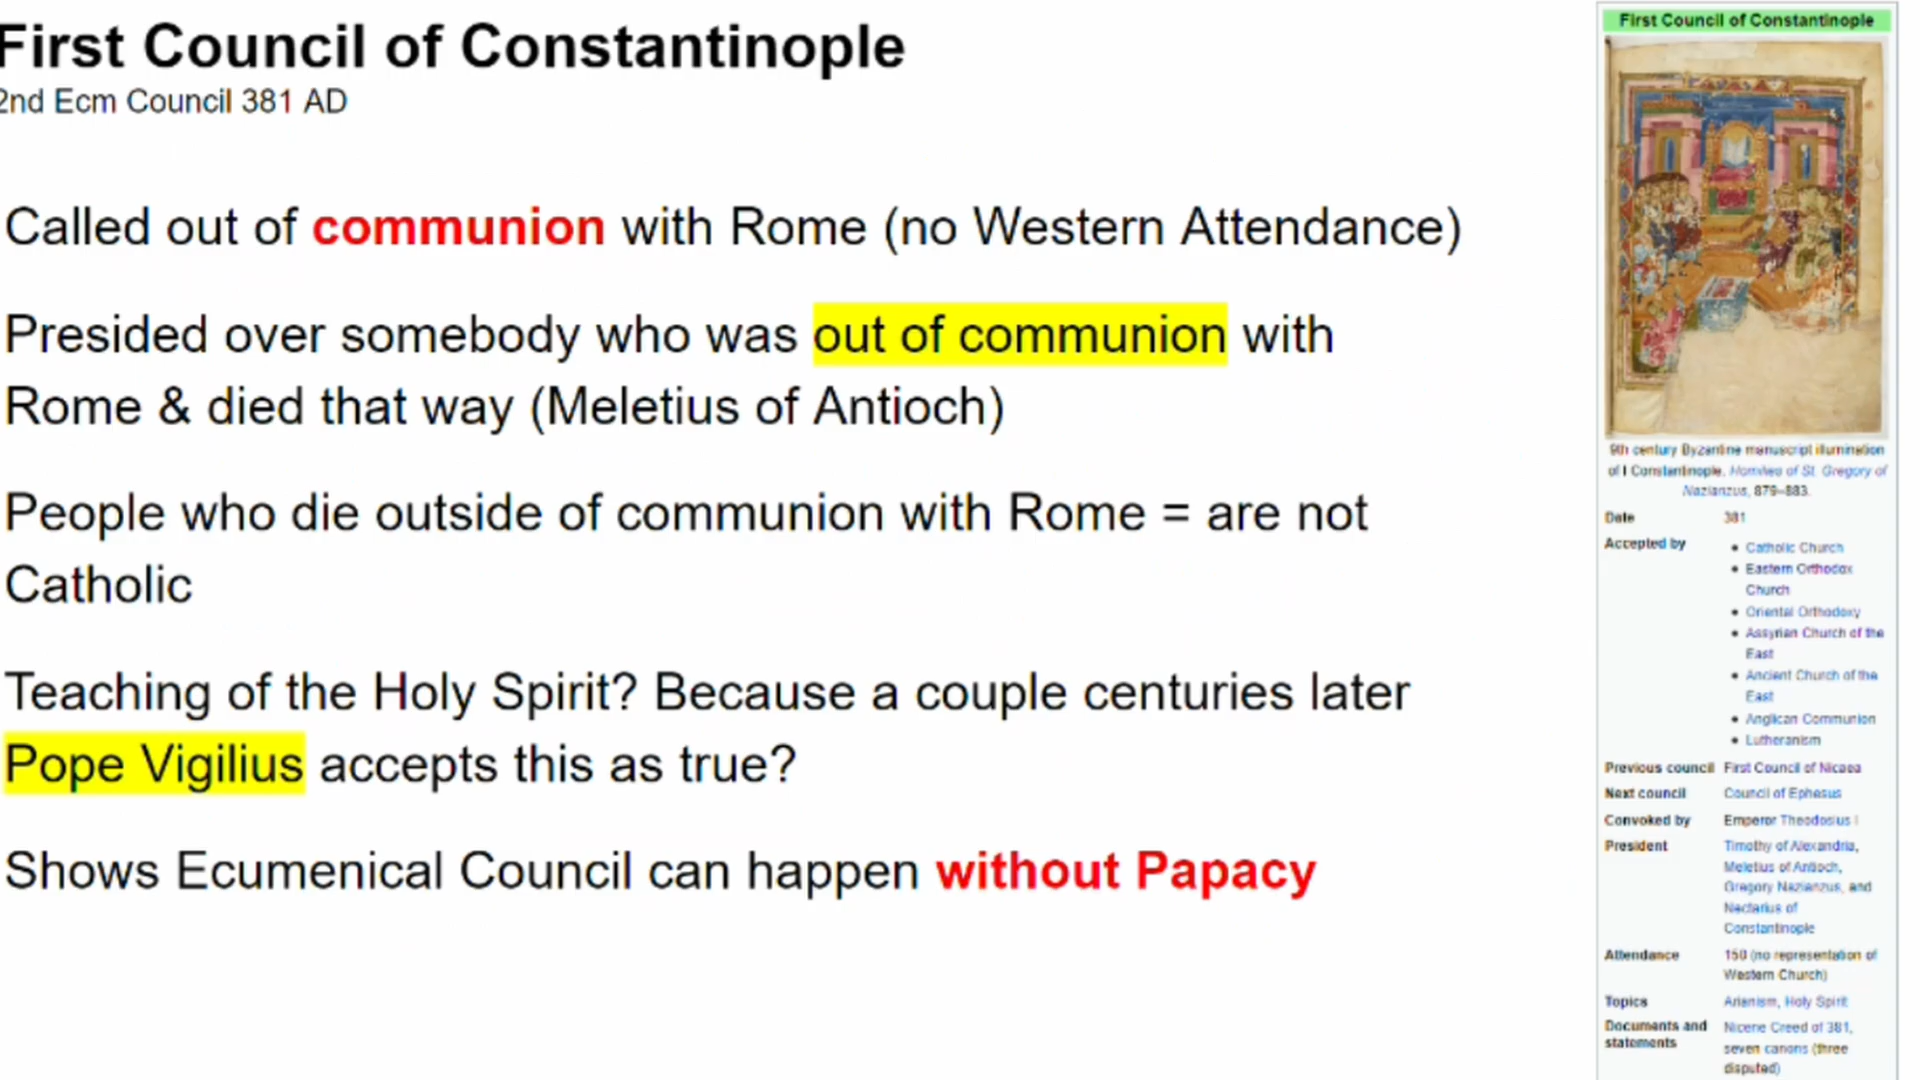 First Council of Constantinople
2nd Ecm Council 381 AD
Called out of communion with Rome (no Western Attendance)
Presided over somebody who was out of communion with
Rome & died that way (Meletius of Antioch)
People who die outside of communion with Rome = are not
Catholic
Teaching of the Holy Spirit? Because a couple centuries later
Pope Vigilius accepts this as true?
Shows Ecumenical Council can happen without Papacy
First Council of Constantinople
9th century Byzantine manuscript illumination
of I Constantinople. Homilies of St. Gregory of
Nazianzus, 879–883.
Date 381
Accepted by
• Catholic Church
• Eastern Orthodox
Church
• Oriental Orthodoxy
• Assyrian Church of the
East
• Ancient Church of the
East
• Anglican Communion
• Lutheranism
Previous council First Council of Nicaea
Next council Council of Ephesus
Convoked by Emperor Theodosius I
President Timothy of Alexandria,
Meletius of Antioch,
Gregory Nazianzus, and
Nectarius of
Constantinople
Attendance 150 (no representation of
Western Church)
Topics Arianism, Holy Spirit
Documents and statements Nicene Creed of 381,
seven canons (three
disputed)